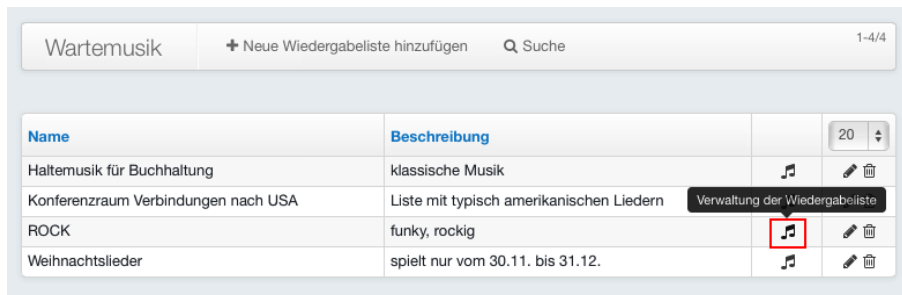 Wartemusik + Neue Wiedergabeliste hinzufügen Suche 1-4/4
Name Beschreibung 20
Haltemusik für Buchhaltung klassische Musik
Konferenzraum Verbindungen nach USA Liste mit typisch amerikanischen Liedern Verwaltung der Wiedergabeliste
ROCK funky, rockig
Weihnachtslieder spielt nur vom 30.11. bis 31.12.